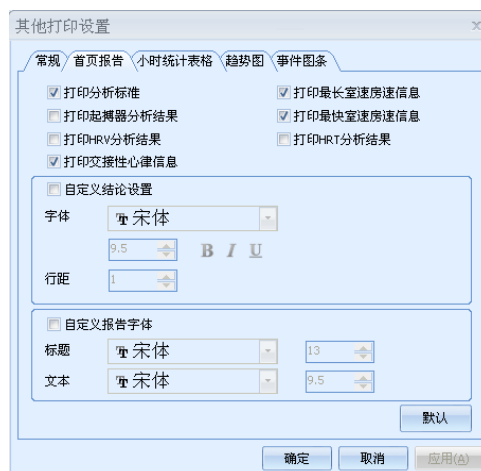 其他打印设置
常规 首页报告 小时统计表格 趋势图 事件图条
打印分析标准 打印最长室速房速信息
打印起搏器分析结果 打印最快室速房速信息
打印HRV分析结果 打印HRT分析结果
打印交接性心律信息
自定义结论设置
字体 宋体
9.5 B I U
行距 1
自定义报告字体
标题 宋体 13
文本 宋体 9.5
默认
确定 取消 应用(A)